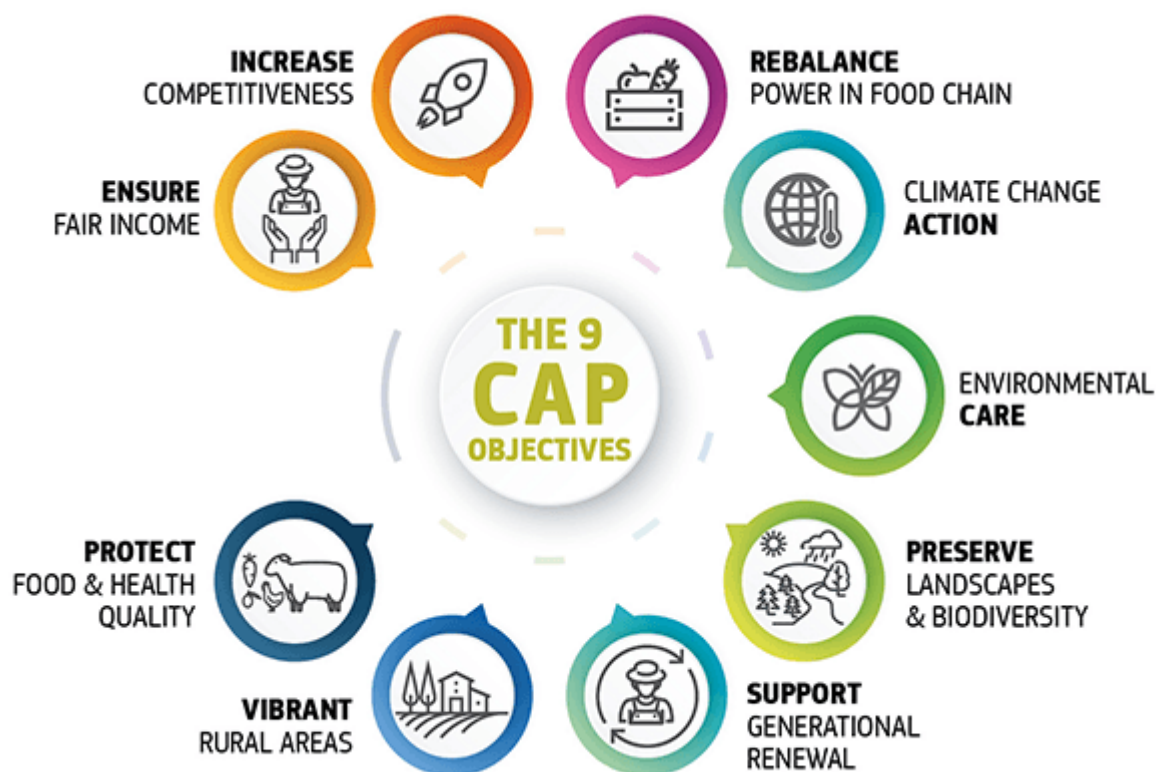 THE 9
CAP
OBJECTIVES
ENSURE
FAIR INCOME
INCREASE
COMPETITIVENESS
REBALANCE
POWER IN FOOD CHAIN
CLIMATE CHANGE
ACTION
ENVIRONMENTAL
CARE
PRESERVE
LANDSCAPES
& BIODIVERSITY
SUPPORT
GENERATIONAL
RENEWAL
VIBRANT
RURAL AREAS
PROTECT
FOOD & HEALTH
QUALITY